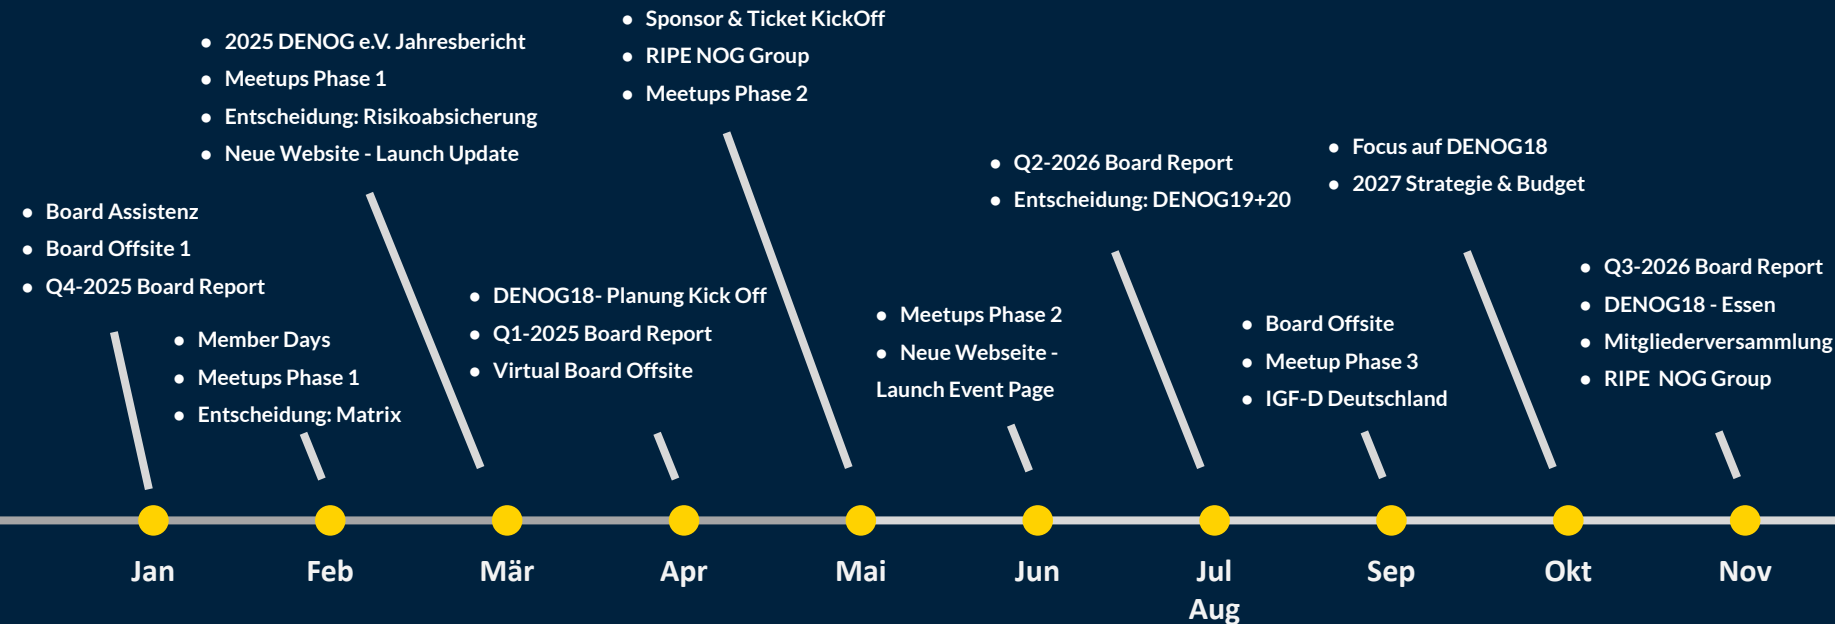 ● Board Assistenz
● Board Offsite 1
● Q4-2025 Board Report
● Member Days
● Meetups Phase 1
● Entscheidung: Matrix
● 2025 DENOG e.V. Jahresbericht
● Meetups Phase 1
● Entscheidung: Risikoabsicherung
● Neue Website - Launch Update
● DENOG18- Planung Kick Off
● Q1-2025 Board Report
● Virtual Board Offsite
● Sponsor & Ticket KickOff
● RIPE NOG Group
● Meetups Phase 2
● Meetups Phase 2
● Neue Webseite -
Launch Event Page
● Q2-2026 Board Report
● Entscheidung: DENOG19+20
● Board Offsite
● Meetup Phase 3
● IGF-D Deutschland
● Focus auf DENOG18
● 2027 Strategie & Budget
● Q3-2026 Board Report
● DENOG18 - Essen
● Mitgliederversammlung
● RIPE NOG Group
Jan
Feb
Mär
Apr
Mai
Jun
Jul
Aug
Sep
Okt
Nov